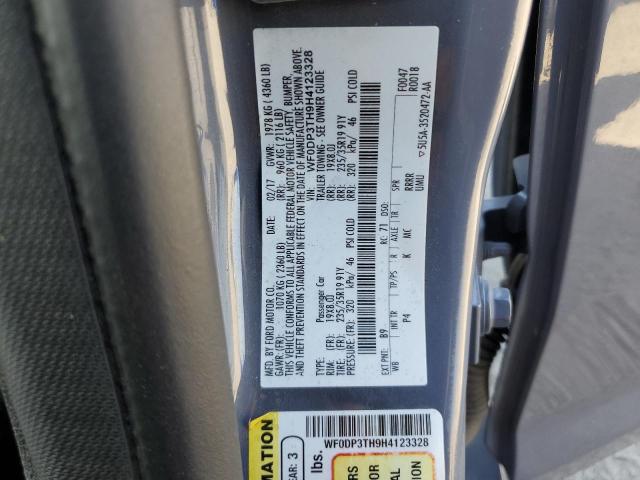 MFD. BY FORD MOTOR CO.
DATE: 02/17 GVWR: 1978 KG ( 4360 LB)
GAWR: (FR): 1070 KG ( 2360 LB) (RR): 960 KG ( 2116 LB)
THIS VEHICLE CONFORMS TO ALL APPLICABLE FEDERAL MOTOR VEHICLE SAFETY, BUMPER,
AND THEFT PREVENTION STANDARDS IN EFFECT ON THE DATE OF MANUFACTURE SHOWN ABOVE.
VIN: WF0DP3TH9H4123328
TYPE: Passenger Car TRAILER TOWING - SEE OWNER GUIDE
RIM: (FR): 19X8.0J (RR): 19X8.0J
TIRE: (FR): 235/35R19 91Y (RR): 235/35R19 91Y
PRESSURE: (FR): 320 kPa/ 46 PSI COLD (RR): 320 kPa/ 46 PSI COLD
F0047
R0018
EXT PNT: B9 RC: 71 DSO:
WB INT TR TP/PS R AXLE TR SPR
P4 K MC RRRR
UMU
▽5U5A-3520472-AA
WF0DP3TH9H4123328
EAR: 3
lbs.